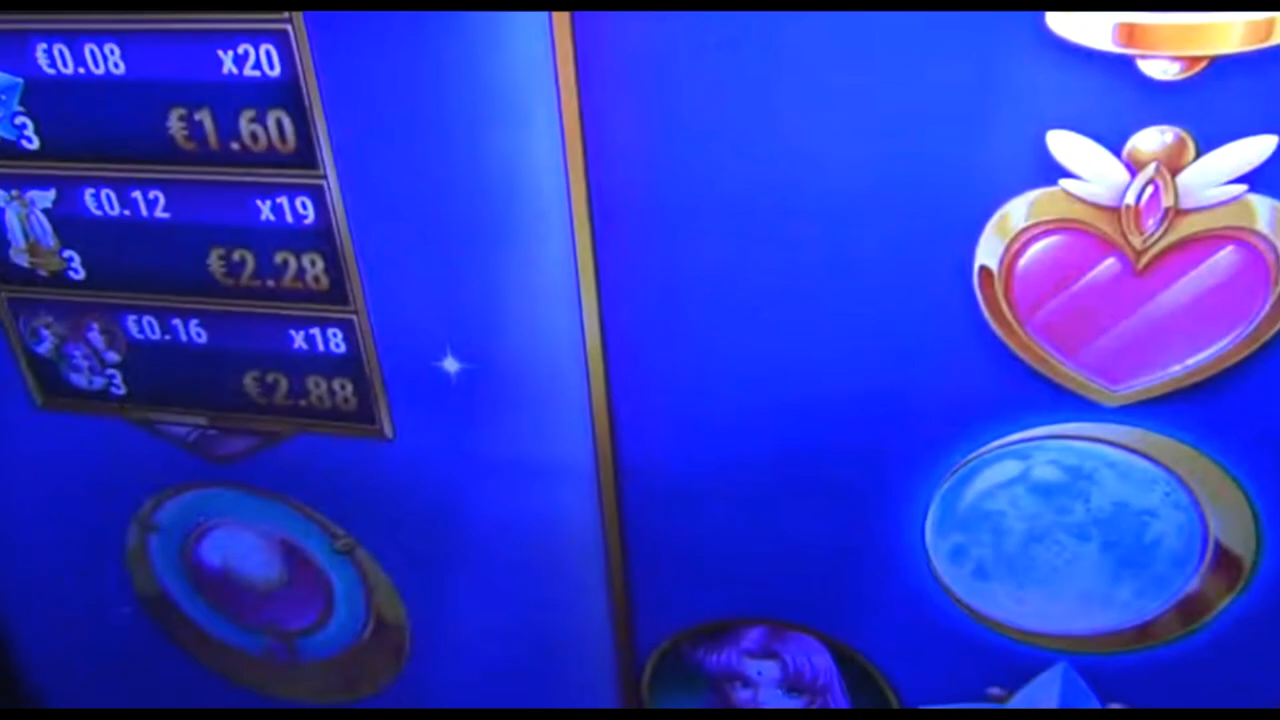 €0.08 x20
3 €1.60
€0.12 x19
3 €2.28
€0.16 x18
3 €2.88